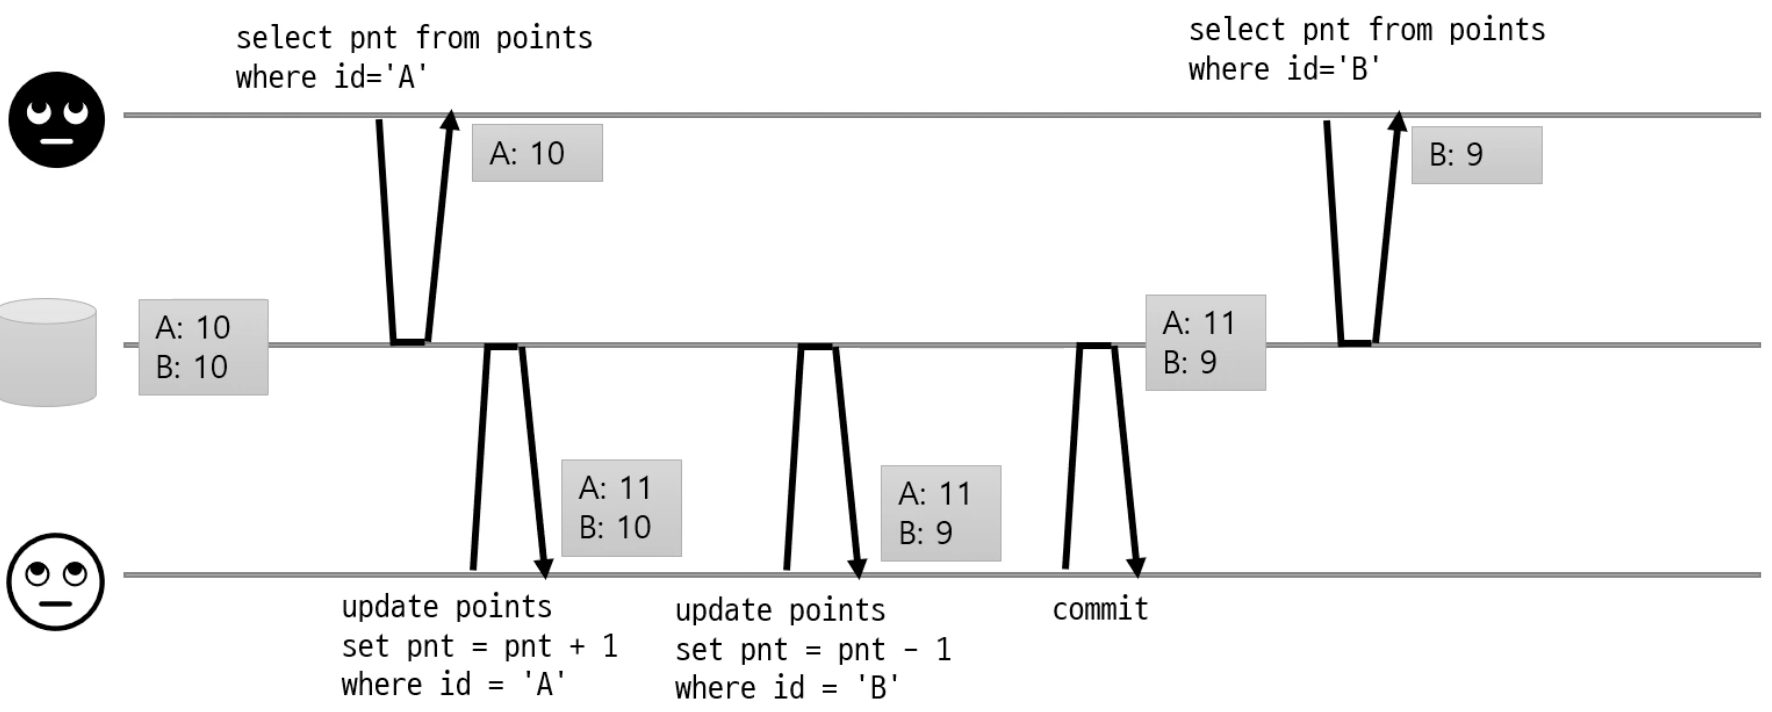 select pnt from points
where id='A'
select pnt from points
where id='B'
A: 10
B: 9
A: 10
B: 10
A: 11
B: 9
A: 11
B: 10
A: 11
B: 9
update points
set pnt = pnt + 1
where id = 'A'
update points
set pnt = pnt - 1
where id = 'B'
commit